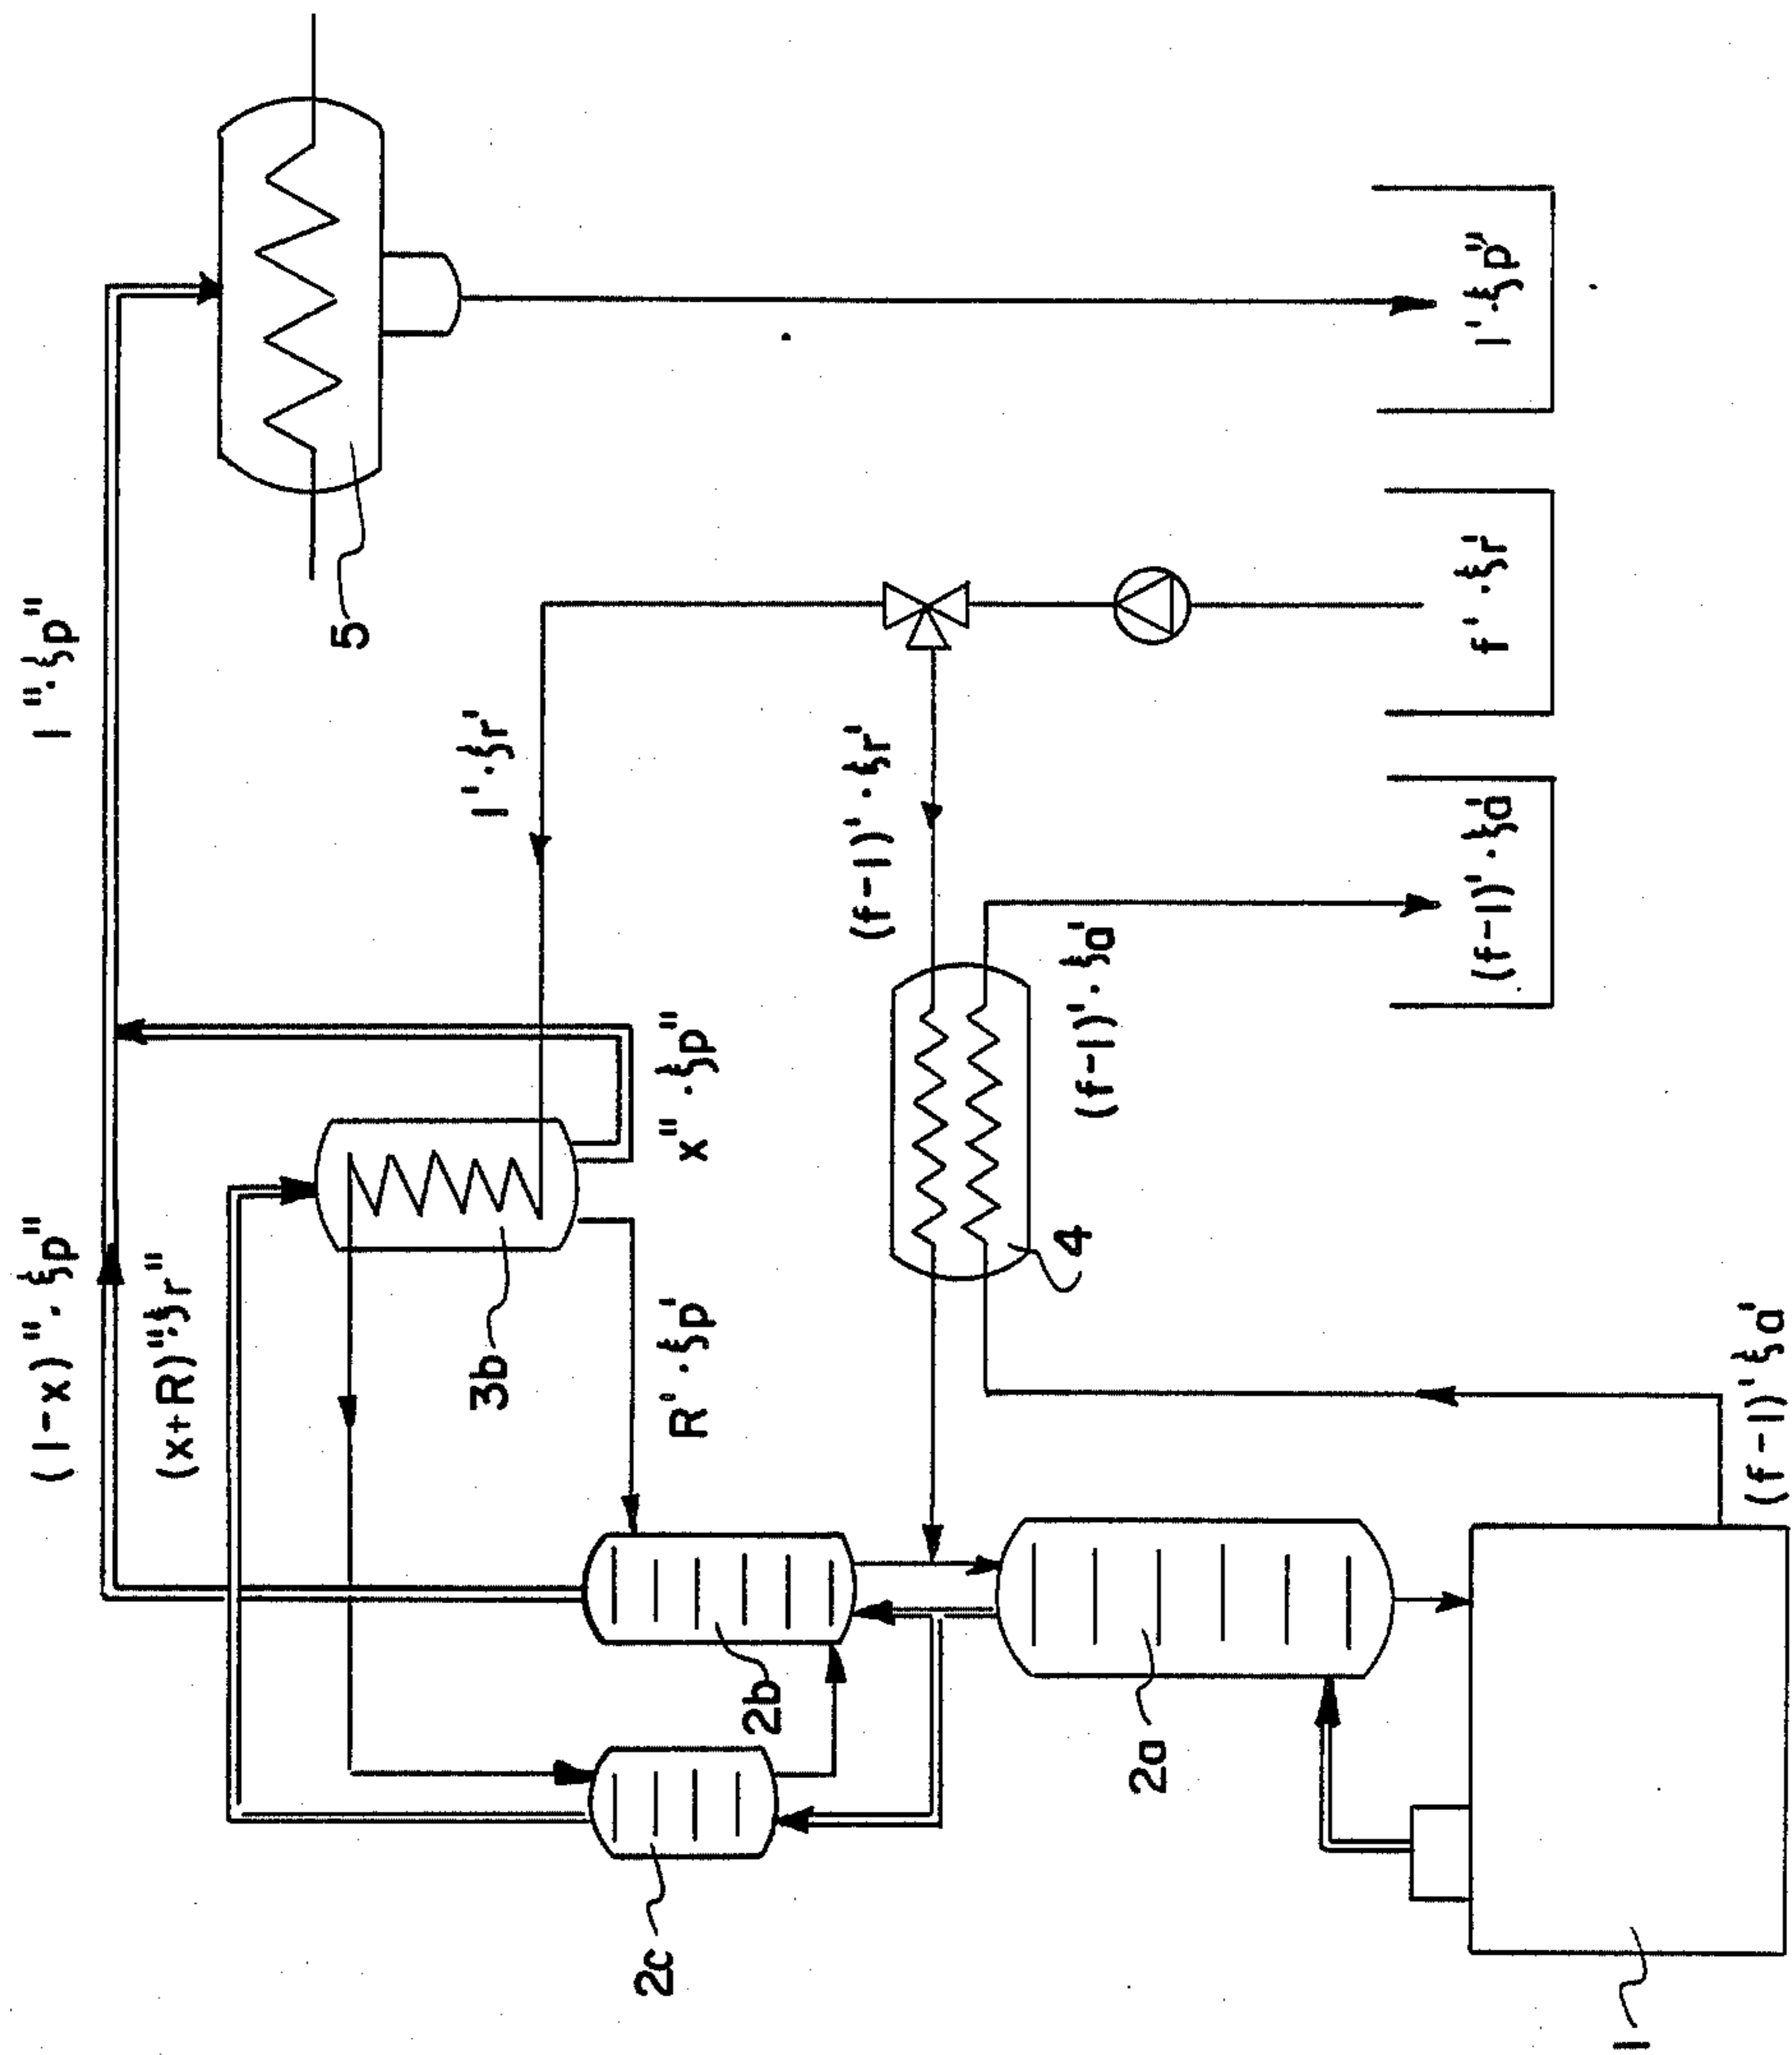 1"·ξp"
(1-x)"·ξp"
(x+R)"·ξr"
5
1'·ξr'
3b
R'·ξp'
x"·ξp"
(f-1)'·ξr'
(f-1)'·ξa'
4
2c
2b
2a
1
(f-1)'ξa'
(f-1)'·ξa'
f'·ξr'
1'·ξp"